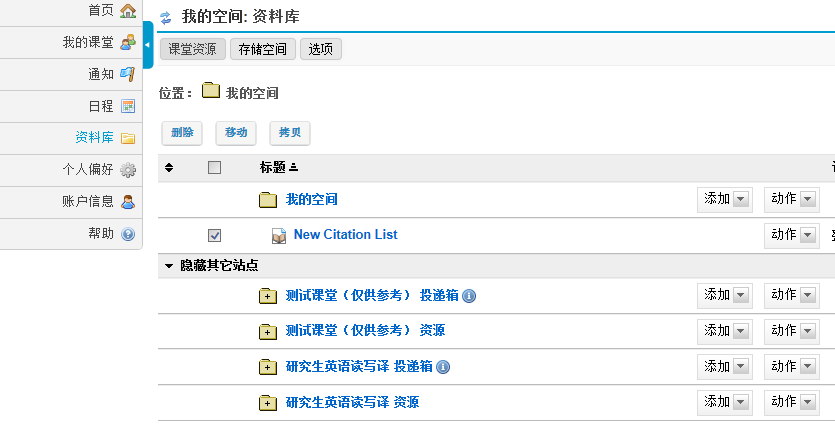 首页
我的课堂
通知
日程
资料库
个人偏好
账户信息
帮助
我的空间: 资料库
课堂资源 存储空间 选项
位置： 我的空间
删除 移动 拷贝
标题
我的空间 添加 动作
New Citation List 动作
隐藏其它站点
测试课堂（仅供参考） 投递箱 添加 动作
测试课堂（仅供参考） 资源 添加 动作
研究生英语读写译 投递箱 添加 动作
研究生英语读写译 资源 添加 动作